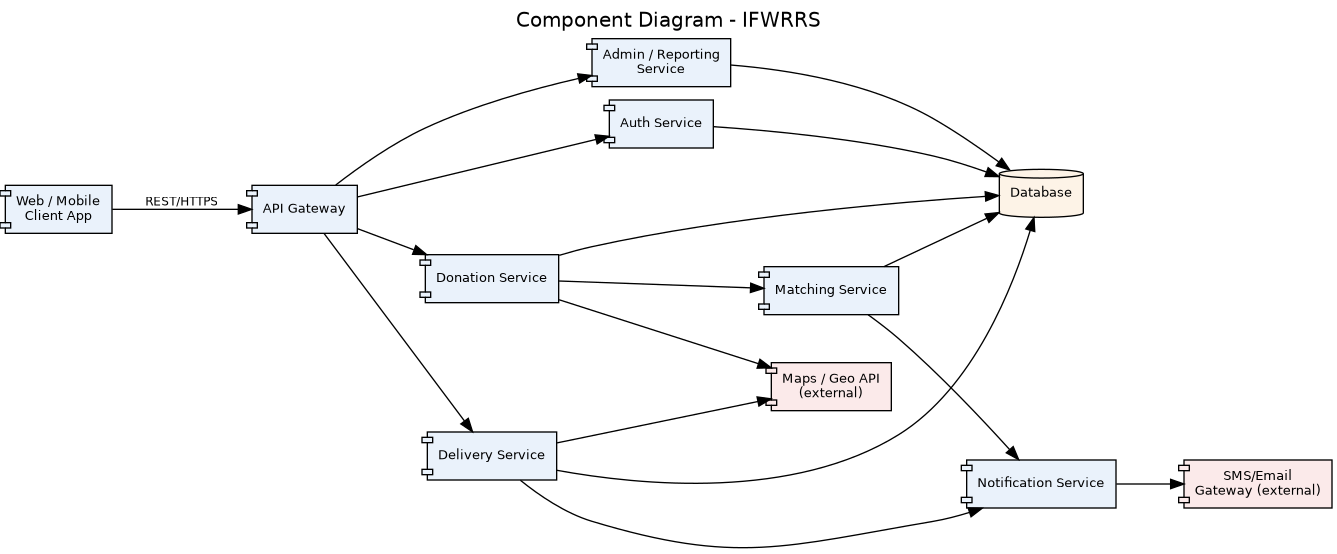 Component Diagram - IFWRRS
Admin / Reporting
Service
Auth Service
Web / Mobile
Client App
REST/HTTPS
API Gateway
Database
Donation Service
Matching Service
Maps / Geo API
(external)
Delivery Service
Notification Service
SMS/Email
Gateway (external)